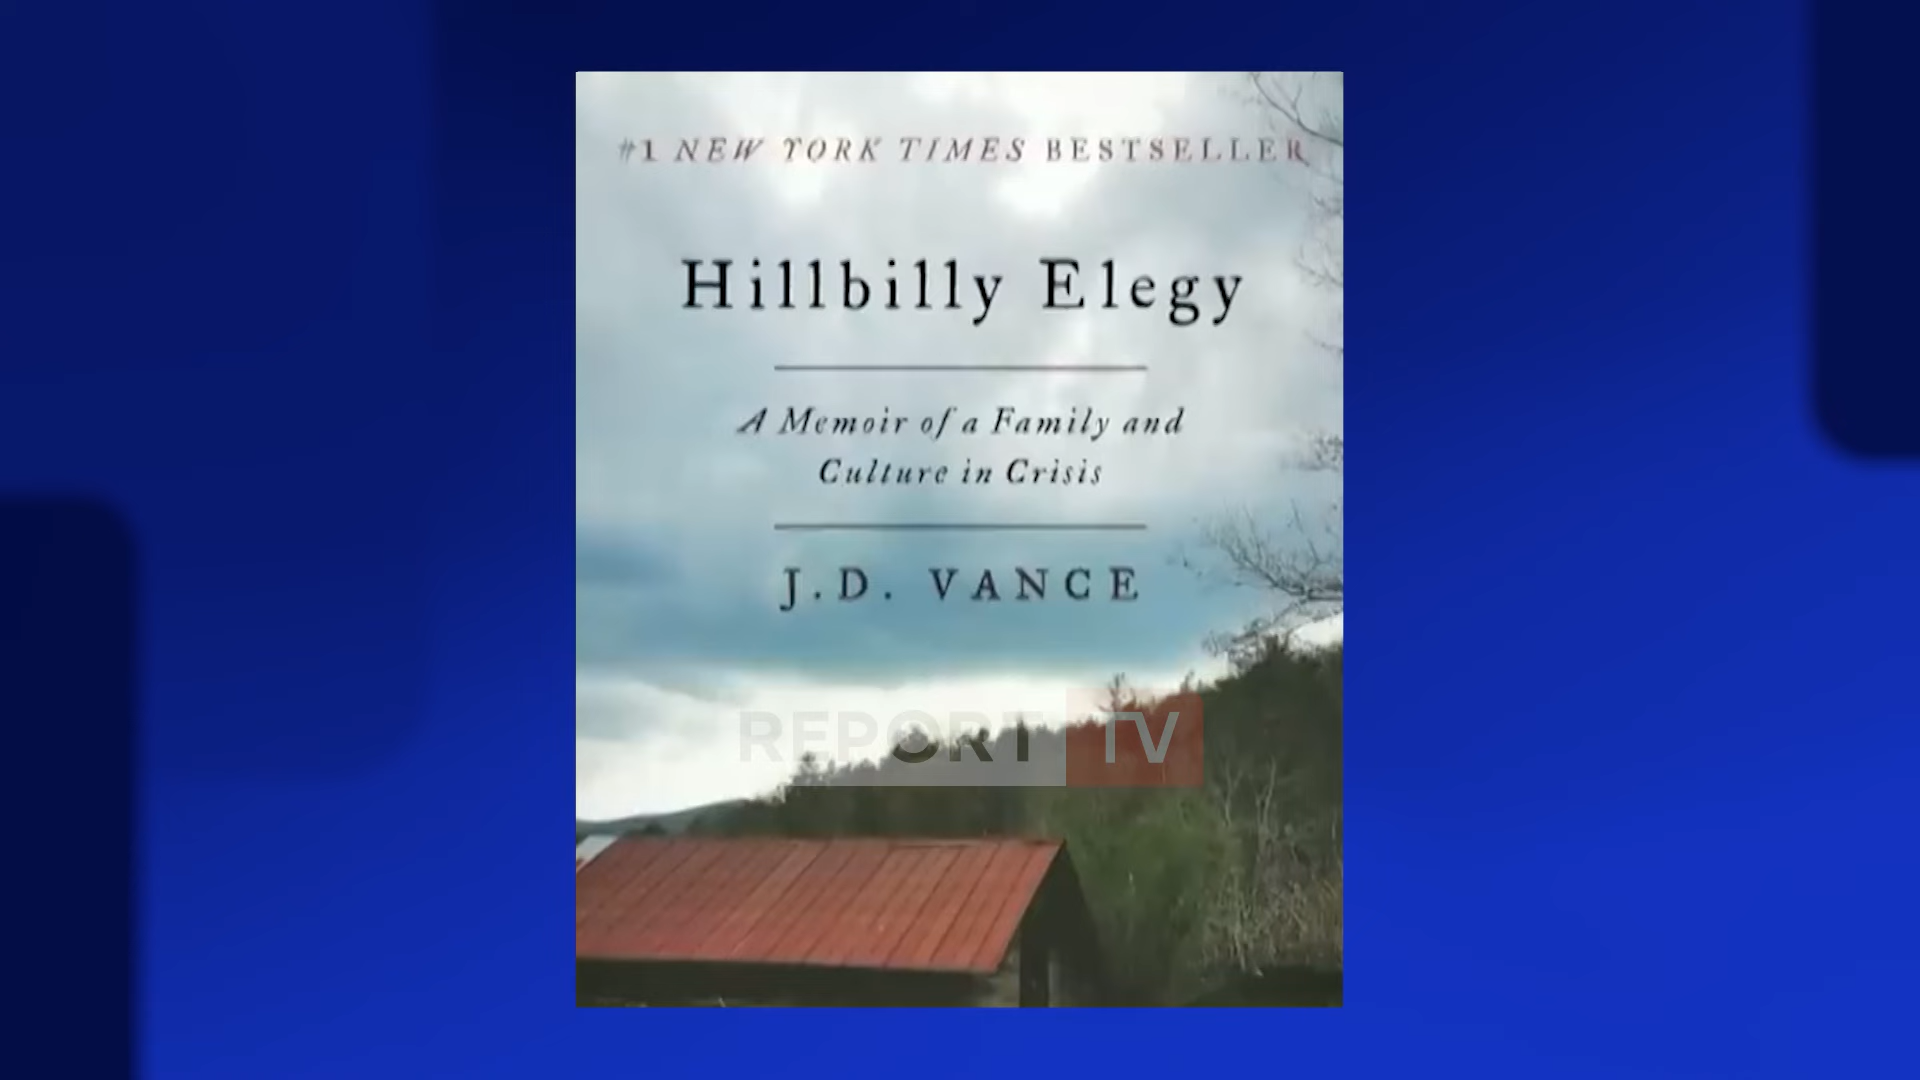 #1 NEW YORK TIMES BESTSELLER
Hillbilly Elegy
A Memoir of a Family and
Culture in Crisis
J.D. VANCE
REPORT TV